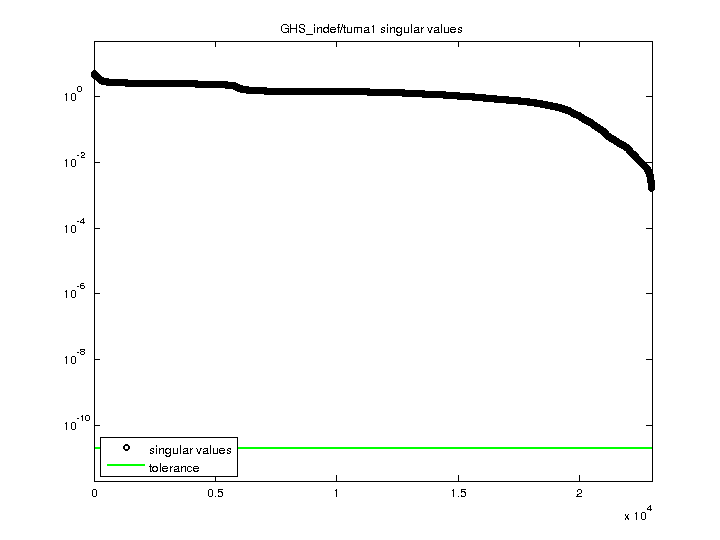 GHS_indef/tuma1 singular values
10^0
10^-2
10^-4
10^-6
10^-8
10^-10
singular values
tolerance
0 0.5 1 1.5 2
x 10^4